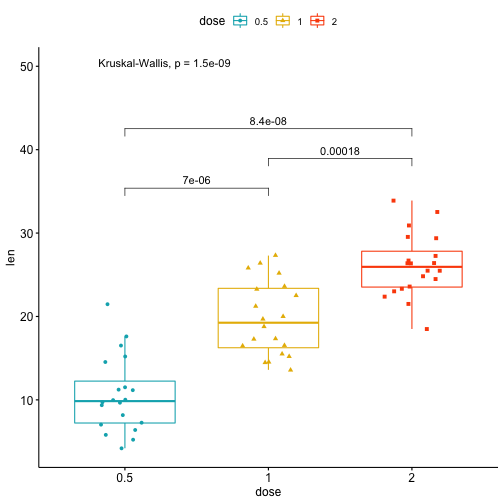 dose 0.5 1 2
Kruskal-Wallis, p = 1.5e-09
8.4e-08
0.00018
7e-06
50
40
30
20
10
len
0.5 1 2
dose